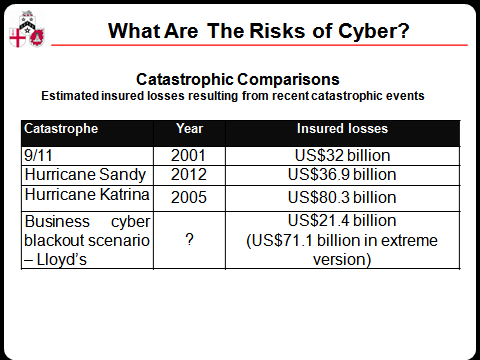 What Are The Risks of Cyber?
Catastrophic Comparisons
Estimated insured losses resulting from recent catastrophic events
Catastrophe Year Insured losses
9/11 2001 US$32 billion
Hurricane Sandy 2012 US$36.9 billion
Hurricane Katrina 2005 US$80.3 billion
Business cyber
blackout scenario
– Lloyd's
?
US$21.4 billion
(US$71.1 billion in extreme
version)